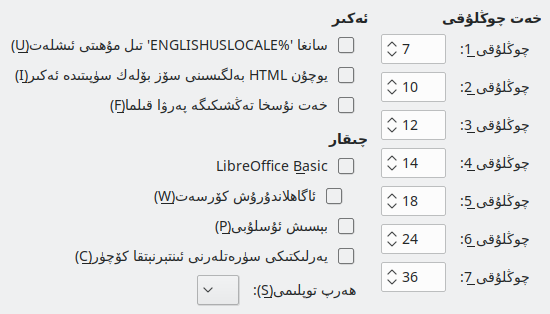 خەت چوڭلۇقى
چوڭلۇقى 1:
7
چوڭلۇقى 2:
10
چوڭلۇقى 3:
12
چوڭلۇقى 4:
14
چوڭلۇقى 5:
18
چوڭلۇقى 6:
24
چوڭلۇقى 7:
36
ئەكىر
سانغا '%ENGLISHUSLOCALE' تىل مۇھىتى ئىشلەت(U)
يوچۇن HTML بەلگىسىنى سۆز بۆلەك سۈپىتىدە ئەكىر(I)
خەت نۇسخا تەڭشىكىگە پەرۋا قىلما(F)
چىقار
LibreOffice Basic
ئاگاھلاندۇرۇش كۆرسەت(W)
بېسىش ئۇسلۇبى(P)
يەرلىكتىكى سۈرەتلەرنى ئىنتېرنېتقا كۆچۈر(C)
ھەرپ توپلىمى(S):